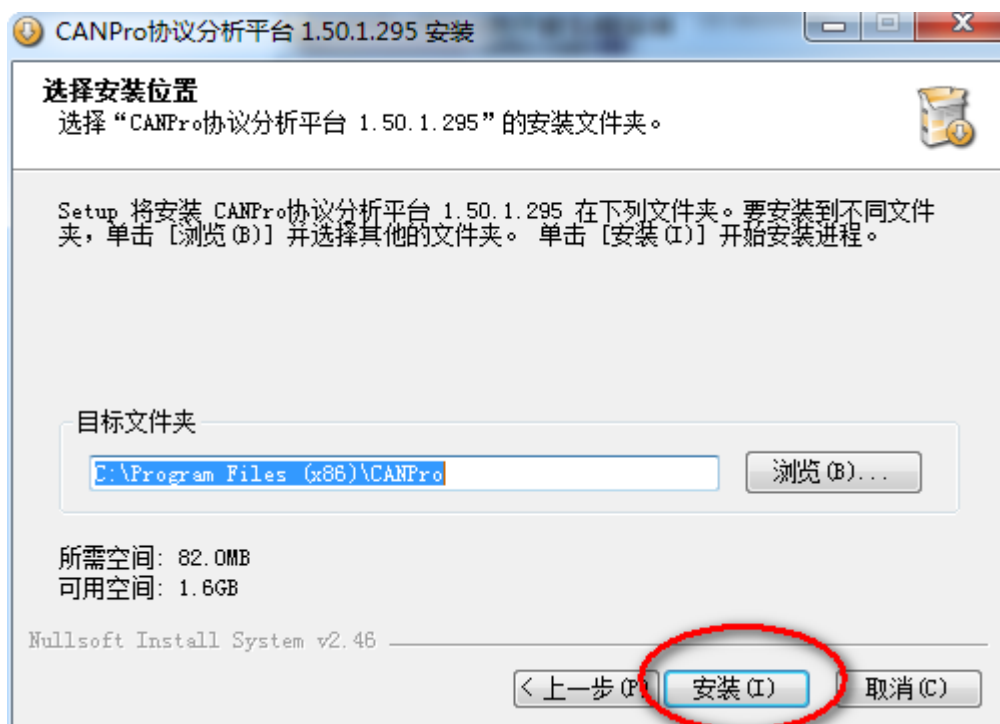 CANPro协议分析平台 1.50.1.295 安装
选择安装位置
选择“CANPro协议分析平台 1.50.1.295”的安装文件夹。
Setup 将安装 CANPro协议分析平台 1.50.1.295 在下列文件夹。要安装到不同文件
夹，单击 [浏览(B)] 并选择其他的文件夹。 单击 [安装(I)] 开始安装进程。
目标文件夹
C:\Program Files (x86)\CANPro
浏览(B)...
所需空间: 82.0MB
可用空间: 1.6GB
Nullsoft Install System v2.46
< 上一步(P) 安装(I) 取消(C)